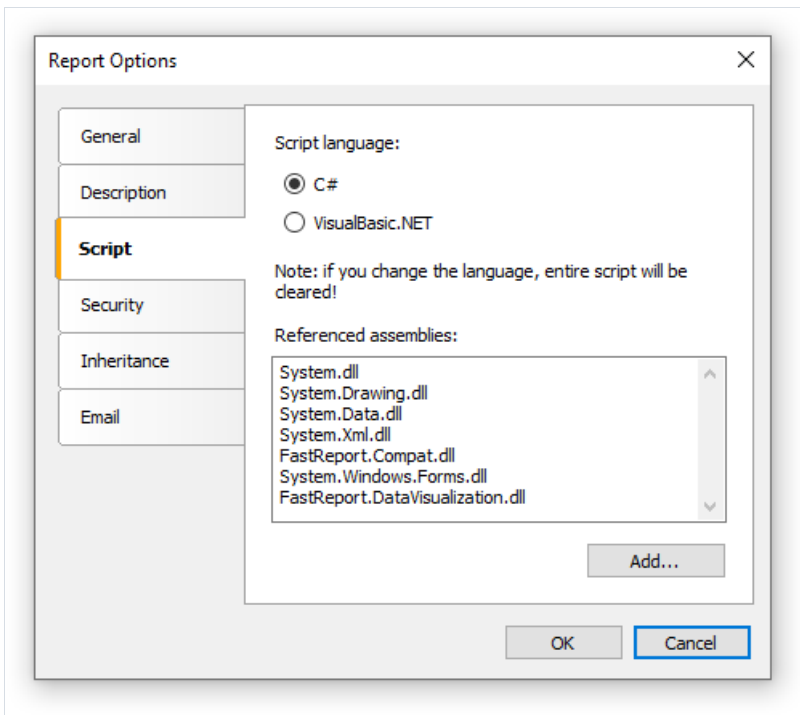 Report Options
General
Description
Script
Security
Inheritance
Email
Script language:
C#
VisualBasic.NET
Note: if you change the language, entire script will be
cleared!
Referenced assemblies:
System.dll
System.Drawing.dll
System.Data.dll
System.Xml.dll
FastReport.Compat.dll
System.Windows.Forms.dll
FastReport.DataVisualization.dll
Add...
OK
Cancel